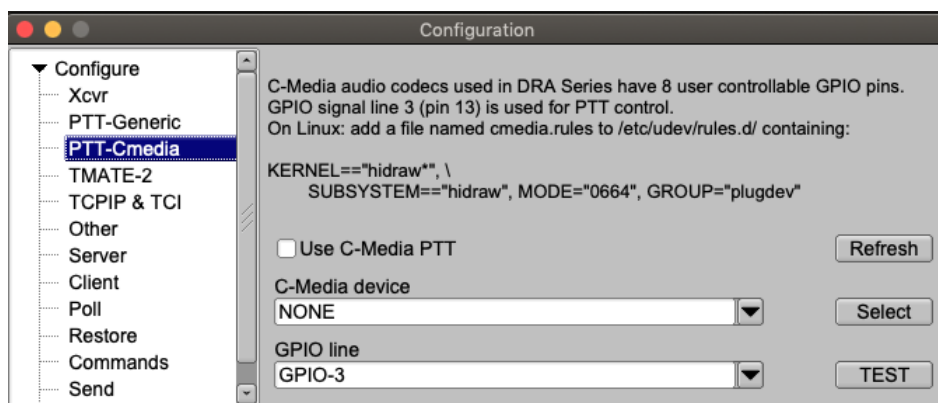 Configuration
Configure
Xcvr
PTT-Generic
PTT-Cmedia
TMATE-2
TCPIP & TCI
Other
Server
Client
Poll
Restore
Commands
Send
C-Media audio codecs used in DRA Series have 8 user controllable GPIO pins.
GPIO signal line 3 (pin 13) is used for PTT control.
On Linux: add a file named cmedia.rules to /etc/udev/rules.d/ containing:
KERNEL=="hidraw*", \
SUBSYSTEM=="hidraw", MODE="0664", GROUP="plugdev"
Use C-Media PTT
Refresh
C-Media device
NONE
Select
GPIO line
GPIO-3
TEST